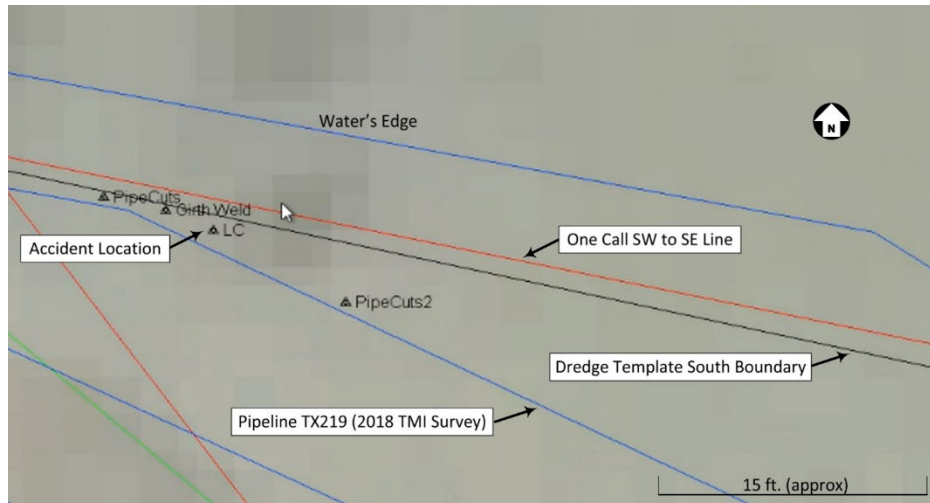 Water's Edge
N
PipeCuts
Girth Weld
LC
Accident Location
One Call SW to SE Line
PipeCuts2
Dredge Template South Boundary
Pipeline TX219 (2018 TMI Survey)
15 ft. (approx)